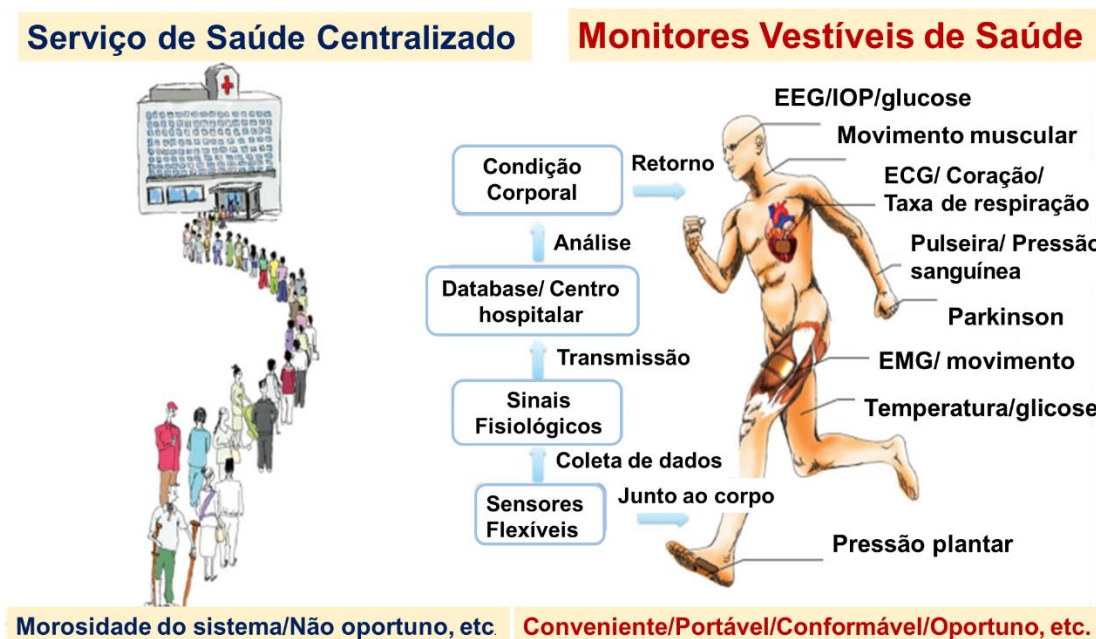 Serviço de Saúde Centralizado
Monitores Vestíveis de Saúde
EEG/IOP/glucose
Movimento muscular
ECG/ Coração/
Taxa de respiração
Pulseira/ Pressão
sanguínea
Parkinson
EMG/ movimento
Temperatura/glicose
Pressão plantar
Condição
Corporal
Retorno
Análise
Database/ Centro
hospitalar
Transmissão
Sinais
Fisiológicos
Coleta de dados
Sensores
Flexíveis
Junto ao corpo
Morosidade do sistema/Não oportuno, etc.
Conveniente/Portável/Conformável/Oportuno, etc.